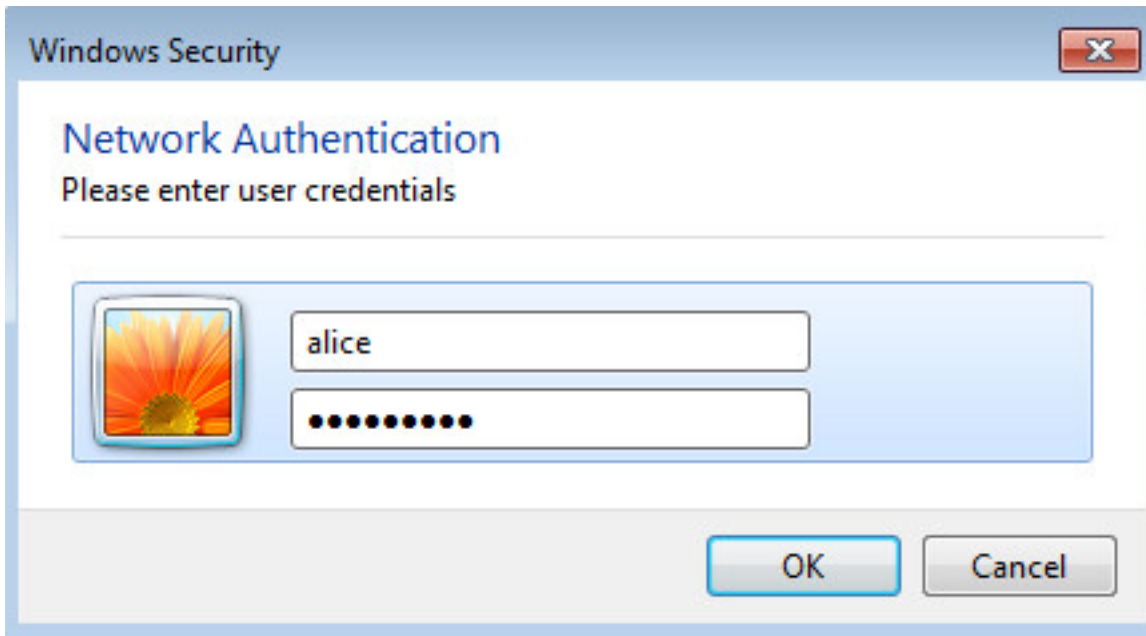 Windows Security
Network Authentication
Please enter user credentials
alice
•••••••••
OK
Cancel